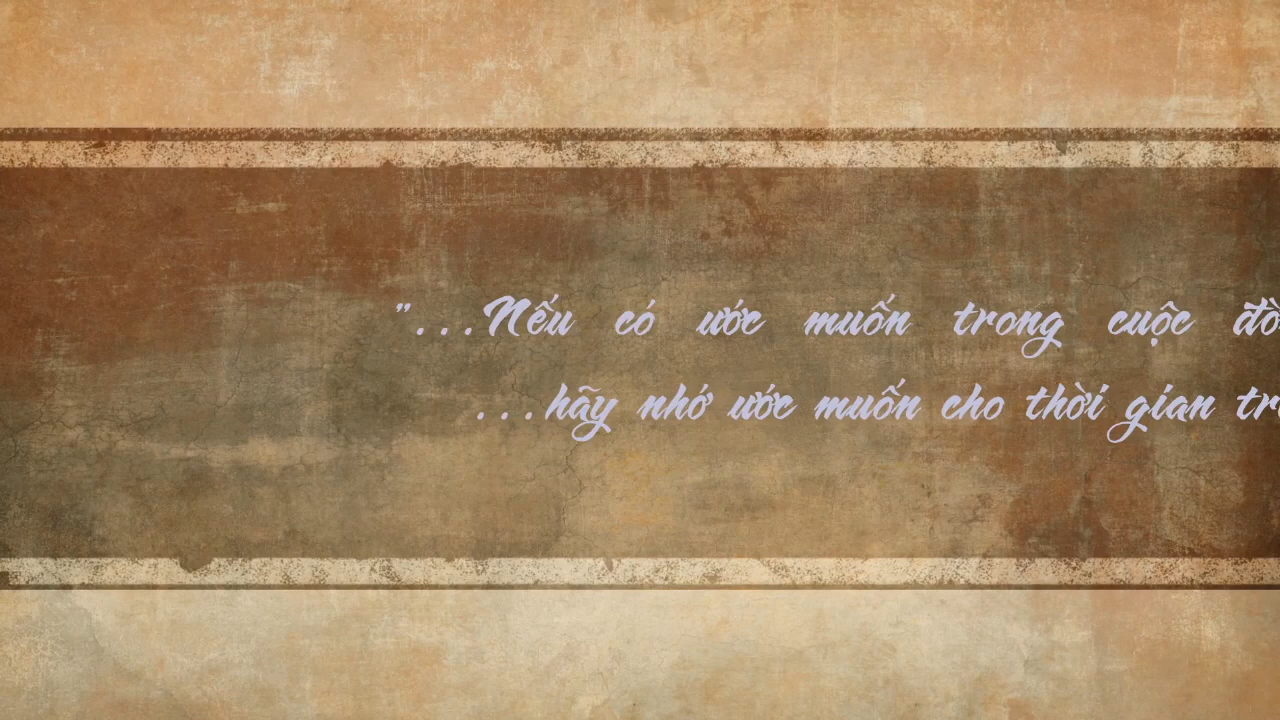 "...Nếu có ước muốn trong cuộc
...hãy nhớ ước muốn cho thời gian